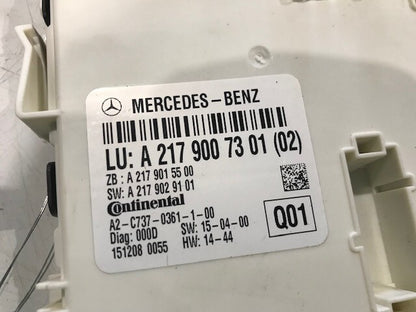 MERCEDES-BENZ
LU: A 217 900 73 01 (02)
ZB : A 217 901 55 00
SW: A 217 902 91 01
Continental
A2-C737-0361-1-00
Diag: 000D SW: 15-04-00
151208 0055 HW: 14-44
Q01